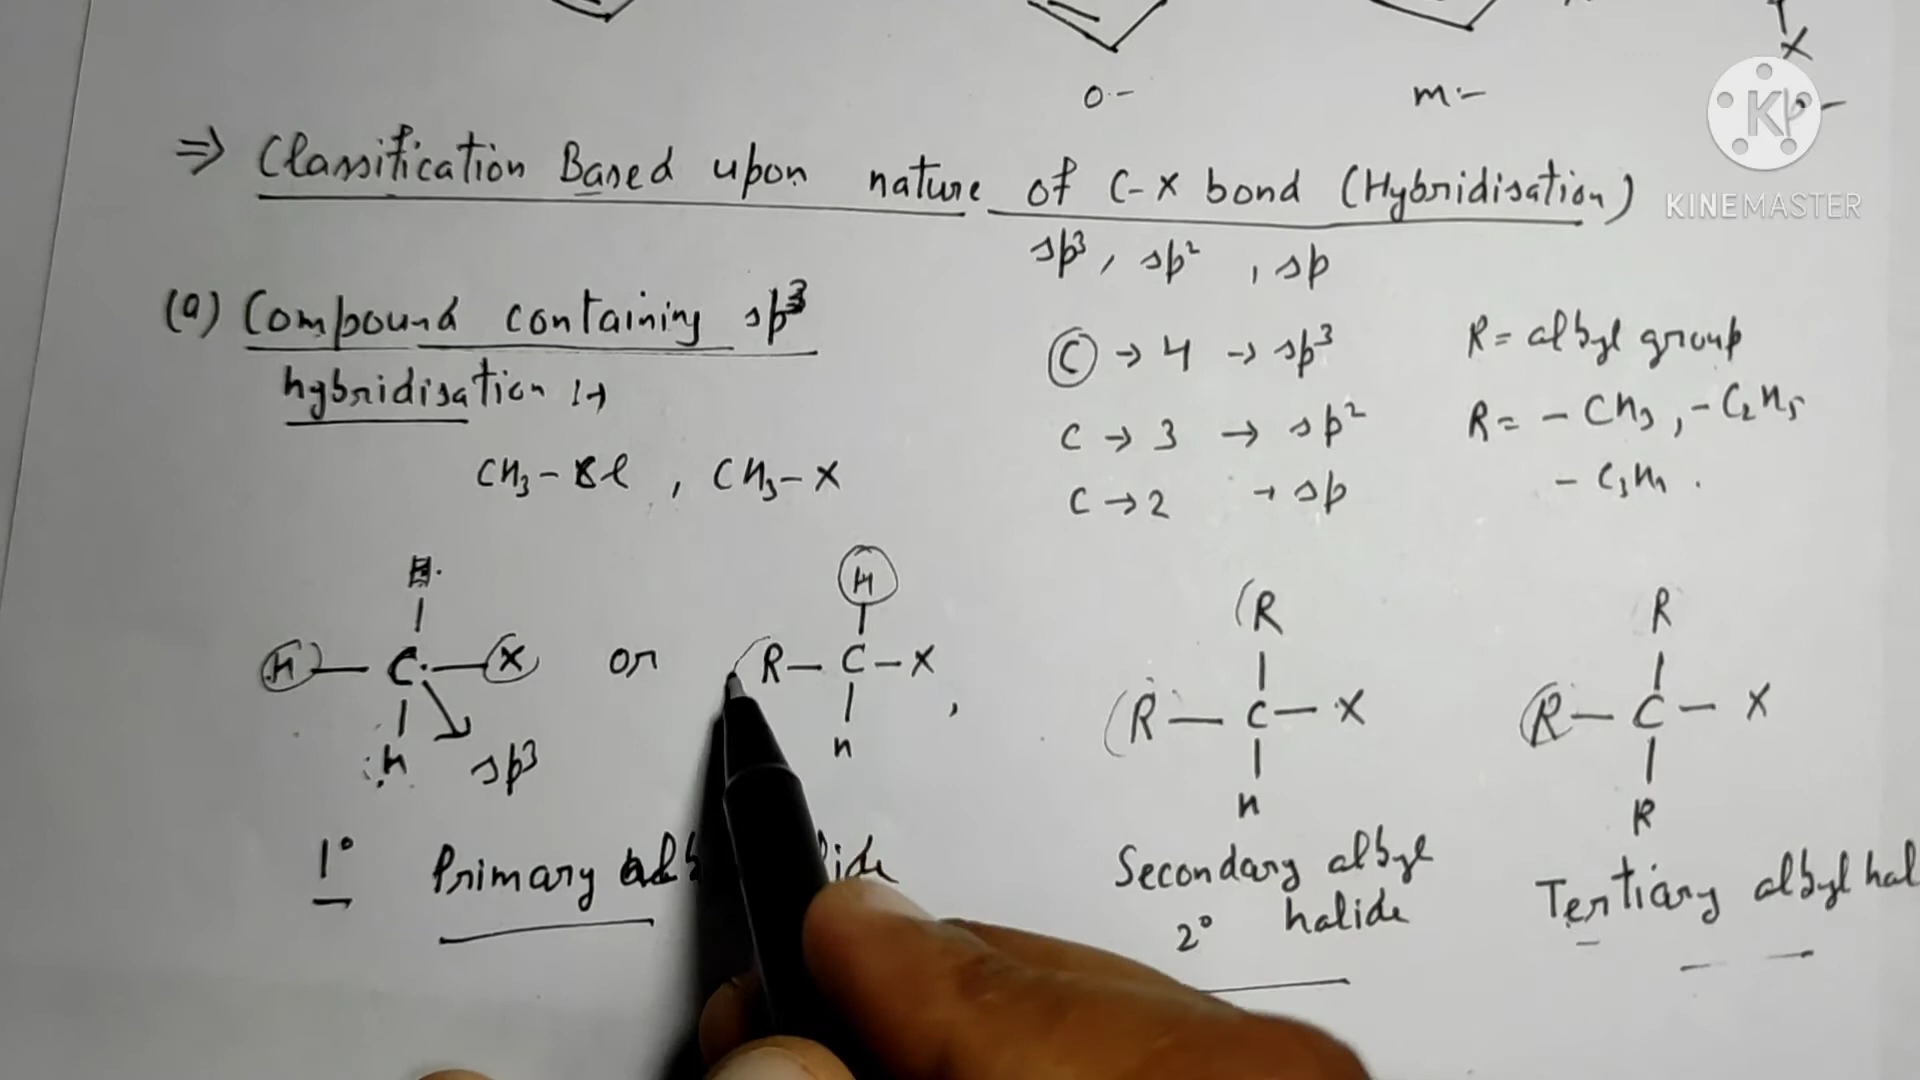 X
o.-
m.-
KINEMASTER
⇒ Classification Based upon nature of C-X bond (Hybridisation)
sp³, sp², sp
(a) Compound containing sp³
hybridisation :→
CH₃-Cl, CH₃-X
C → 4 → sp³
C → 3 → sp²
C → 2 → sp
R = alkyl group
R = - CH₃, - C₂H₅
- C₃H₇.
H
H — C — X or R — C — X,
H
H
H
sp³
R
R — C — X
H
R
R — C — X
R
1° Primary halide
Secondary alkyl
2° halide
Tertiary alkyl hal